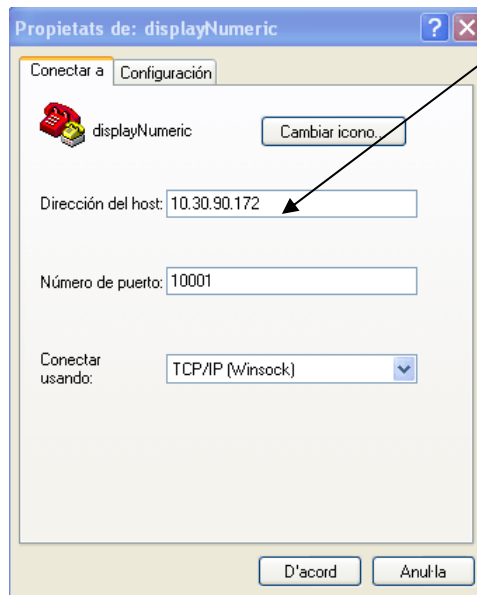 Propietats de: displayNumeric
Conectar a Configuración
displayNumeric Cambiar icono...
Dirección del host: 10.30.90.172
Número de puerto: 10001
Conectar
usando: TCP/IP (Winsock)
D'acord Anul·la